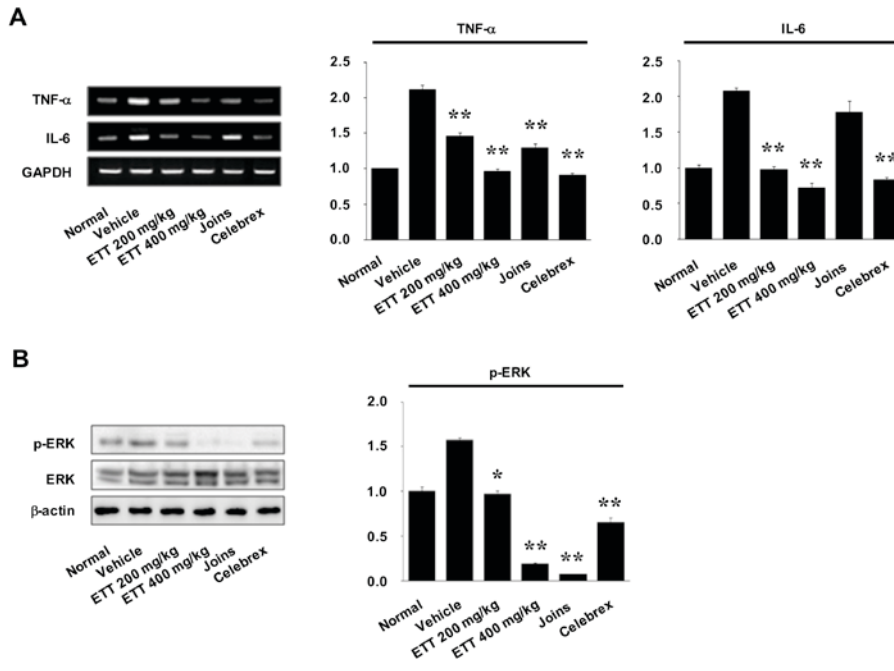 A
TNF-α
IL-6
GAPDH
Normal
Vehicle
ETT 200 mg/kg
ETT 400 mg/kg
Joins
Celebrex
TNF-α
2.5
2.0
1.5
1.0
0.5
0.0
** ** ** **
Normal
Vehicle
ETT 200 mg/kg
ETT 400 mg/kg
Joins
Celebrex
IL-6
2.5
2.0
1.5
1.0
0.5
0.0
** ** **
Normal
Vehicle
ETT 200 mg/kg
ETT 400 mg/kg
Joins
Celebrex
B
p-ERK
ERK
β-actin
Normal
Vehicle
ETT 200 mg/kg
ETT 400 mg/kg
Joins
Celebrex
p-ERK
2.0
1.5
1.0
0.5
0.0
* ** ** **
Normal
Vehicle
ETT 200 mg/kg
ETT 400 mg/kg
Joins
Celebrex